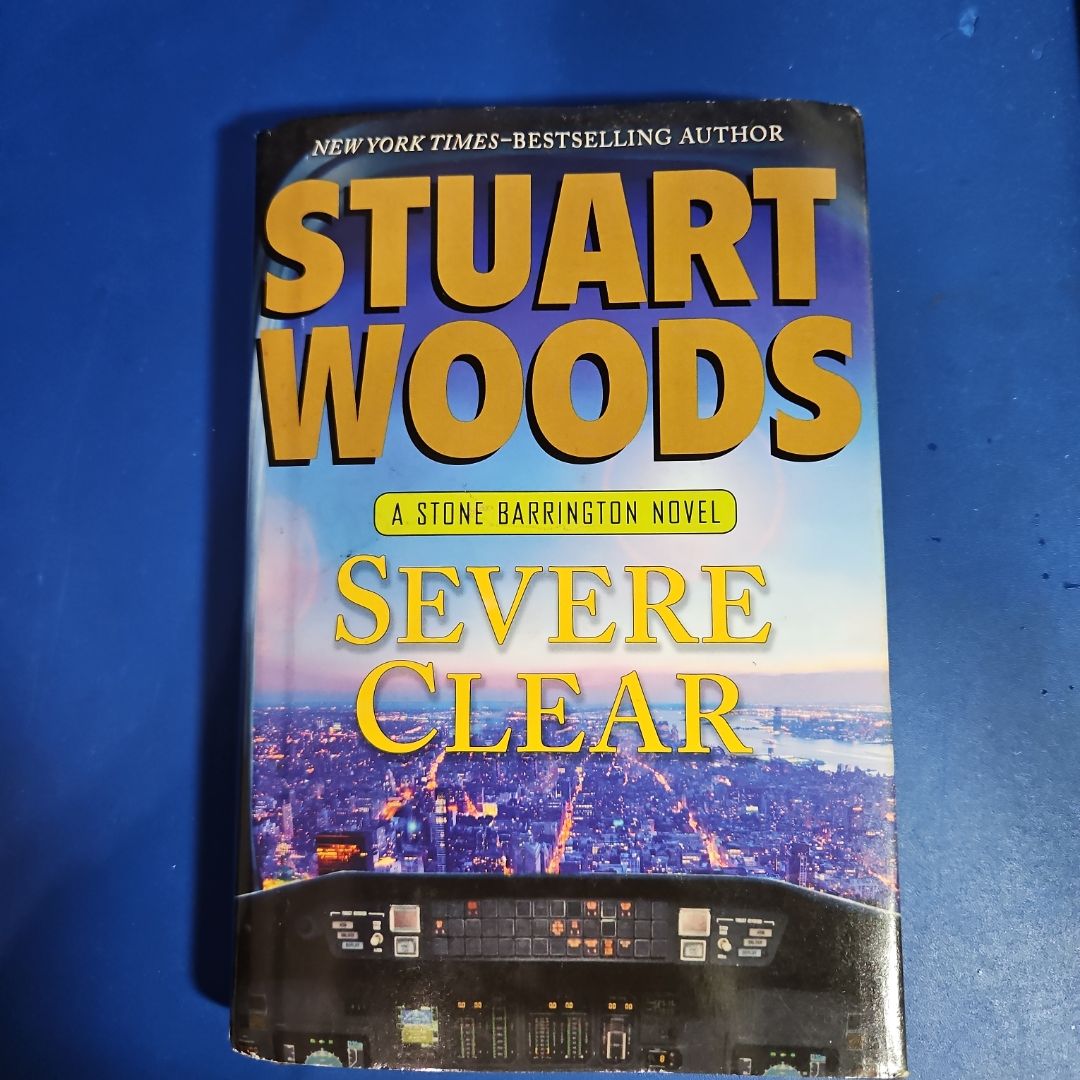 NEW YORK TIMES–BESTSELLING AUTHOR
STUART
WOODS
A STONE BARRINGTON NOVEL
SEVERE
CLEAR